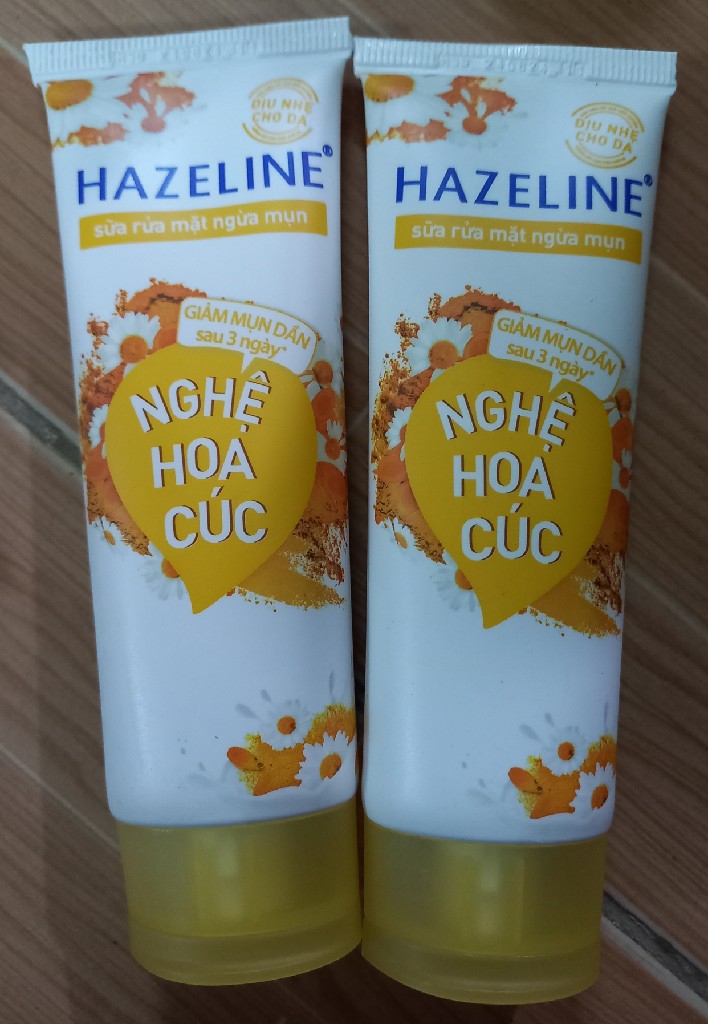 DỊU NHẸ
CHO DA
HAZELINE®
sữa rửa mặt ngừa mụn
GIẢM MỤN DẦN
sau 3 ngày*
NGHỆ
HOA
CÚC
DỊU NHẸ
CHO DA
HAZELINE®
sữa rửa mặt ngừa mụn
GIẢM MỤN DẦN
sau 3 ngày*
NGHỆ
HOA
CÚC